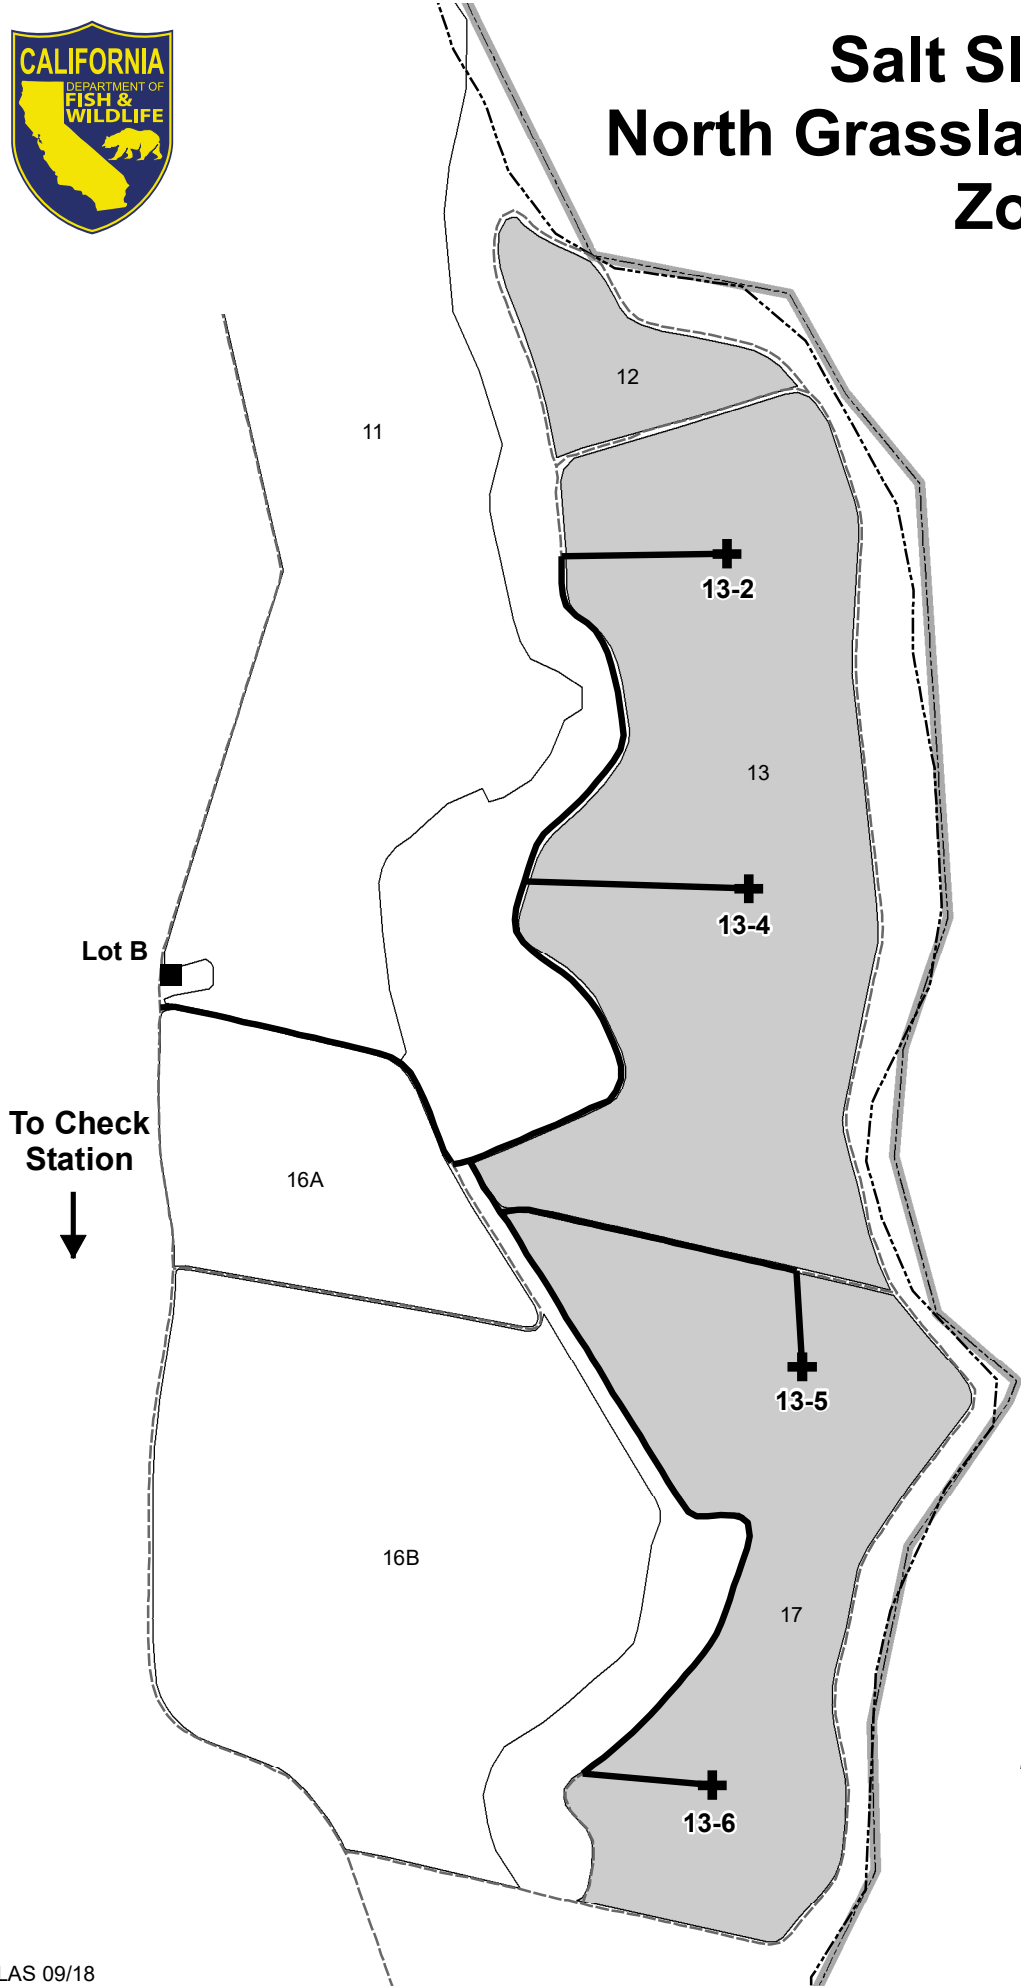 CALIFORNIA
DEPARTMENT OF
FISH &
WILDLIFE
Salt Sl
North Grassla
Zo
12
11
13-2
13
13-4
Lot B
To Check
Station
16A
13-5
16B
17
13-6
LAS 09/18